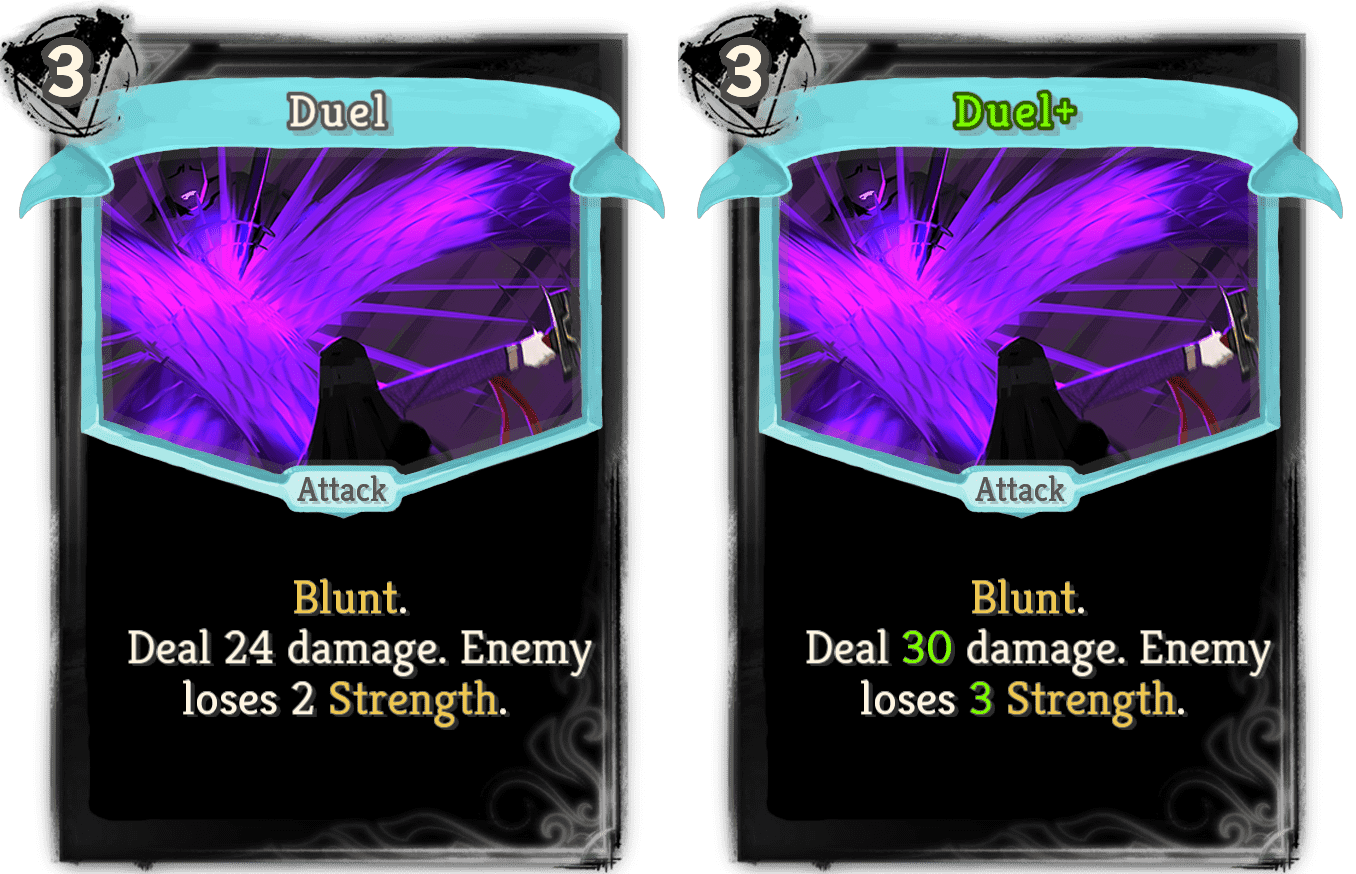 3
Duel
Attack
Blunt.
Deal 24 damage. Enemy
loses 2 Strength.
3
Duel+
Attack
Blunt.
Deal 30 damage. Enemy
loses 3 Strength.